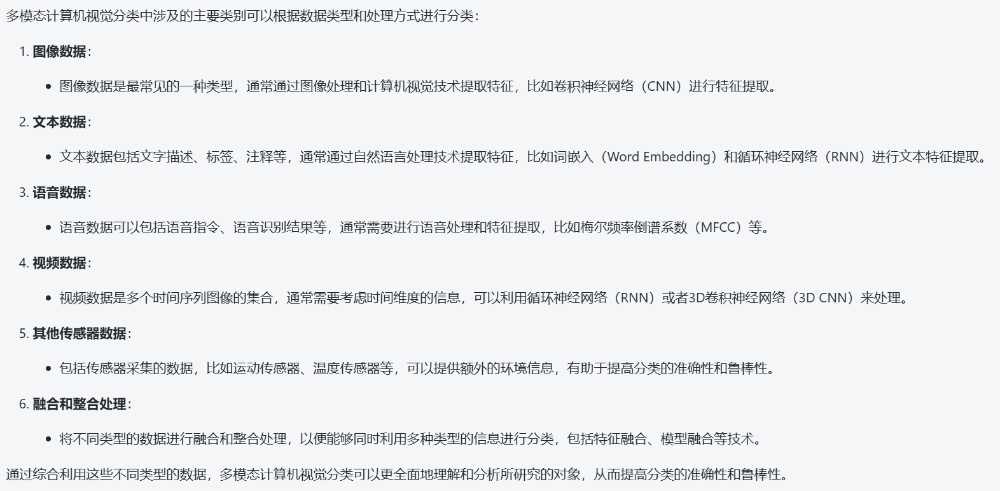 多模态计算机视觉分类中涉及的主要类别可以根据数据类型和处理方式进行分类：
1. 图像数据：
• 图像数据是最常见的一种类型，通常通过图像处理和计算机视觉技术提取特征，比如卷积神经网络（CNN）进行特征提取。
2. 文本数据：
• 文本数据包括文字描述、标签、注释等，通常通过自然语言处理技术提取特征，比如词嵌入（Word Embedding）和循环神经网络（RNN）进行文本特征提取。
3. 语音数据：
• 语音数据可以包括语音指令、语音识别结果等，通常需要进行语音处理和特征提取，比如梅尔频率倒谱系数（MFCC）等。
4. 视频数据：
• 视频数据是多个时间序列图像的集合，通常需要考虑时间维度的信息，可以利用循环神经网络（RNN）或者3D卷积神经网络（3D CNN）来处理。
5. 其他传感器数据：
• 包括传感器采集的数据，比如运动传感器、温度传感器等，可以提供额外的环境信息，有助于提高分类的准确性和鲁棒性。
6. 融合和整合处理：
• 将不同类型的数据进行融合和整合处理，以便能够同时利用多种类型的信息进行分类，包括特征融合、模型融合等技术。
通过综合利用这些不同类型的数据，多模态计算机视觉分类可以更全面地理解和分析所研究的对象，从而提高分类的准确性和鲁棒性。